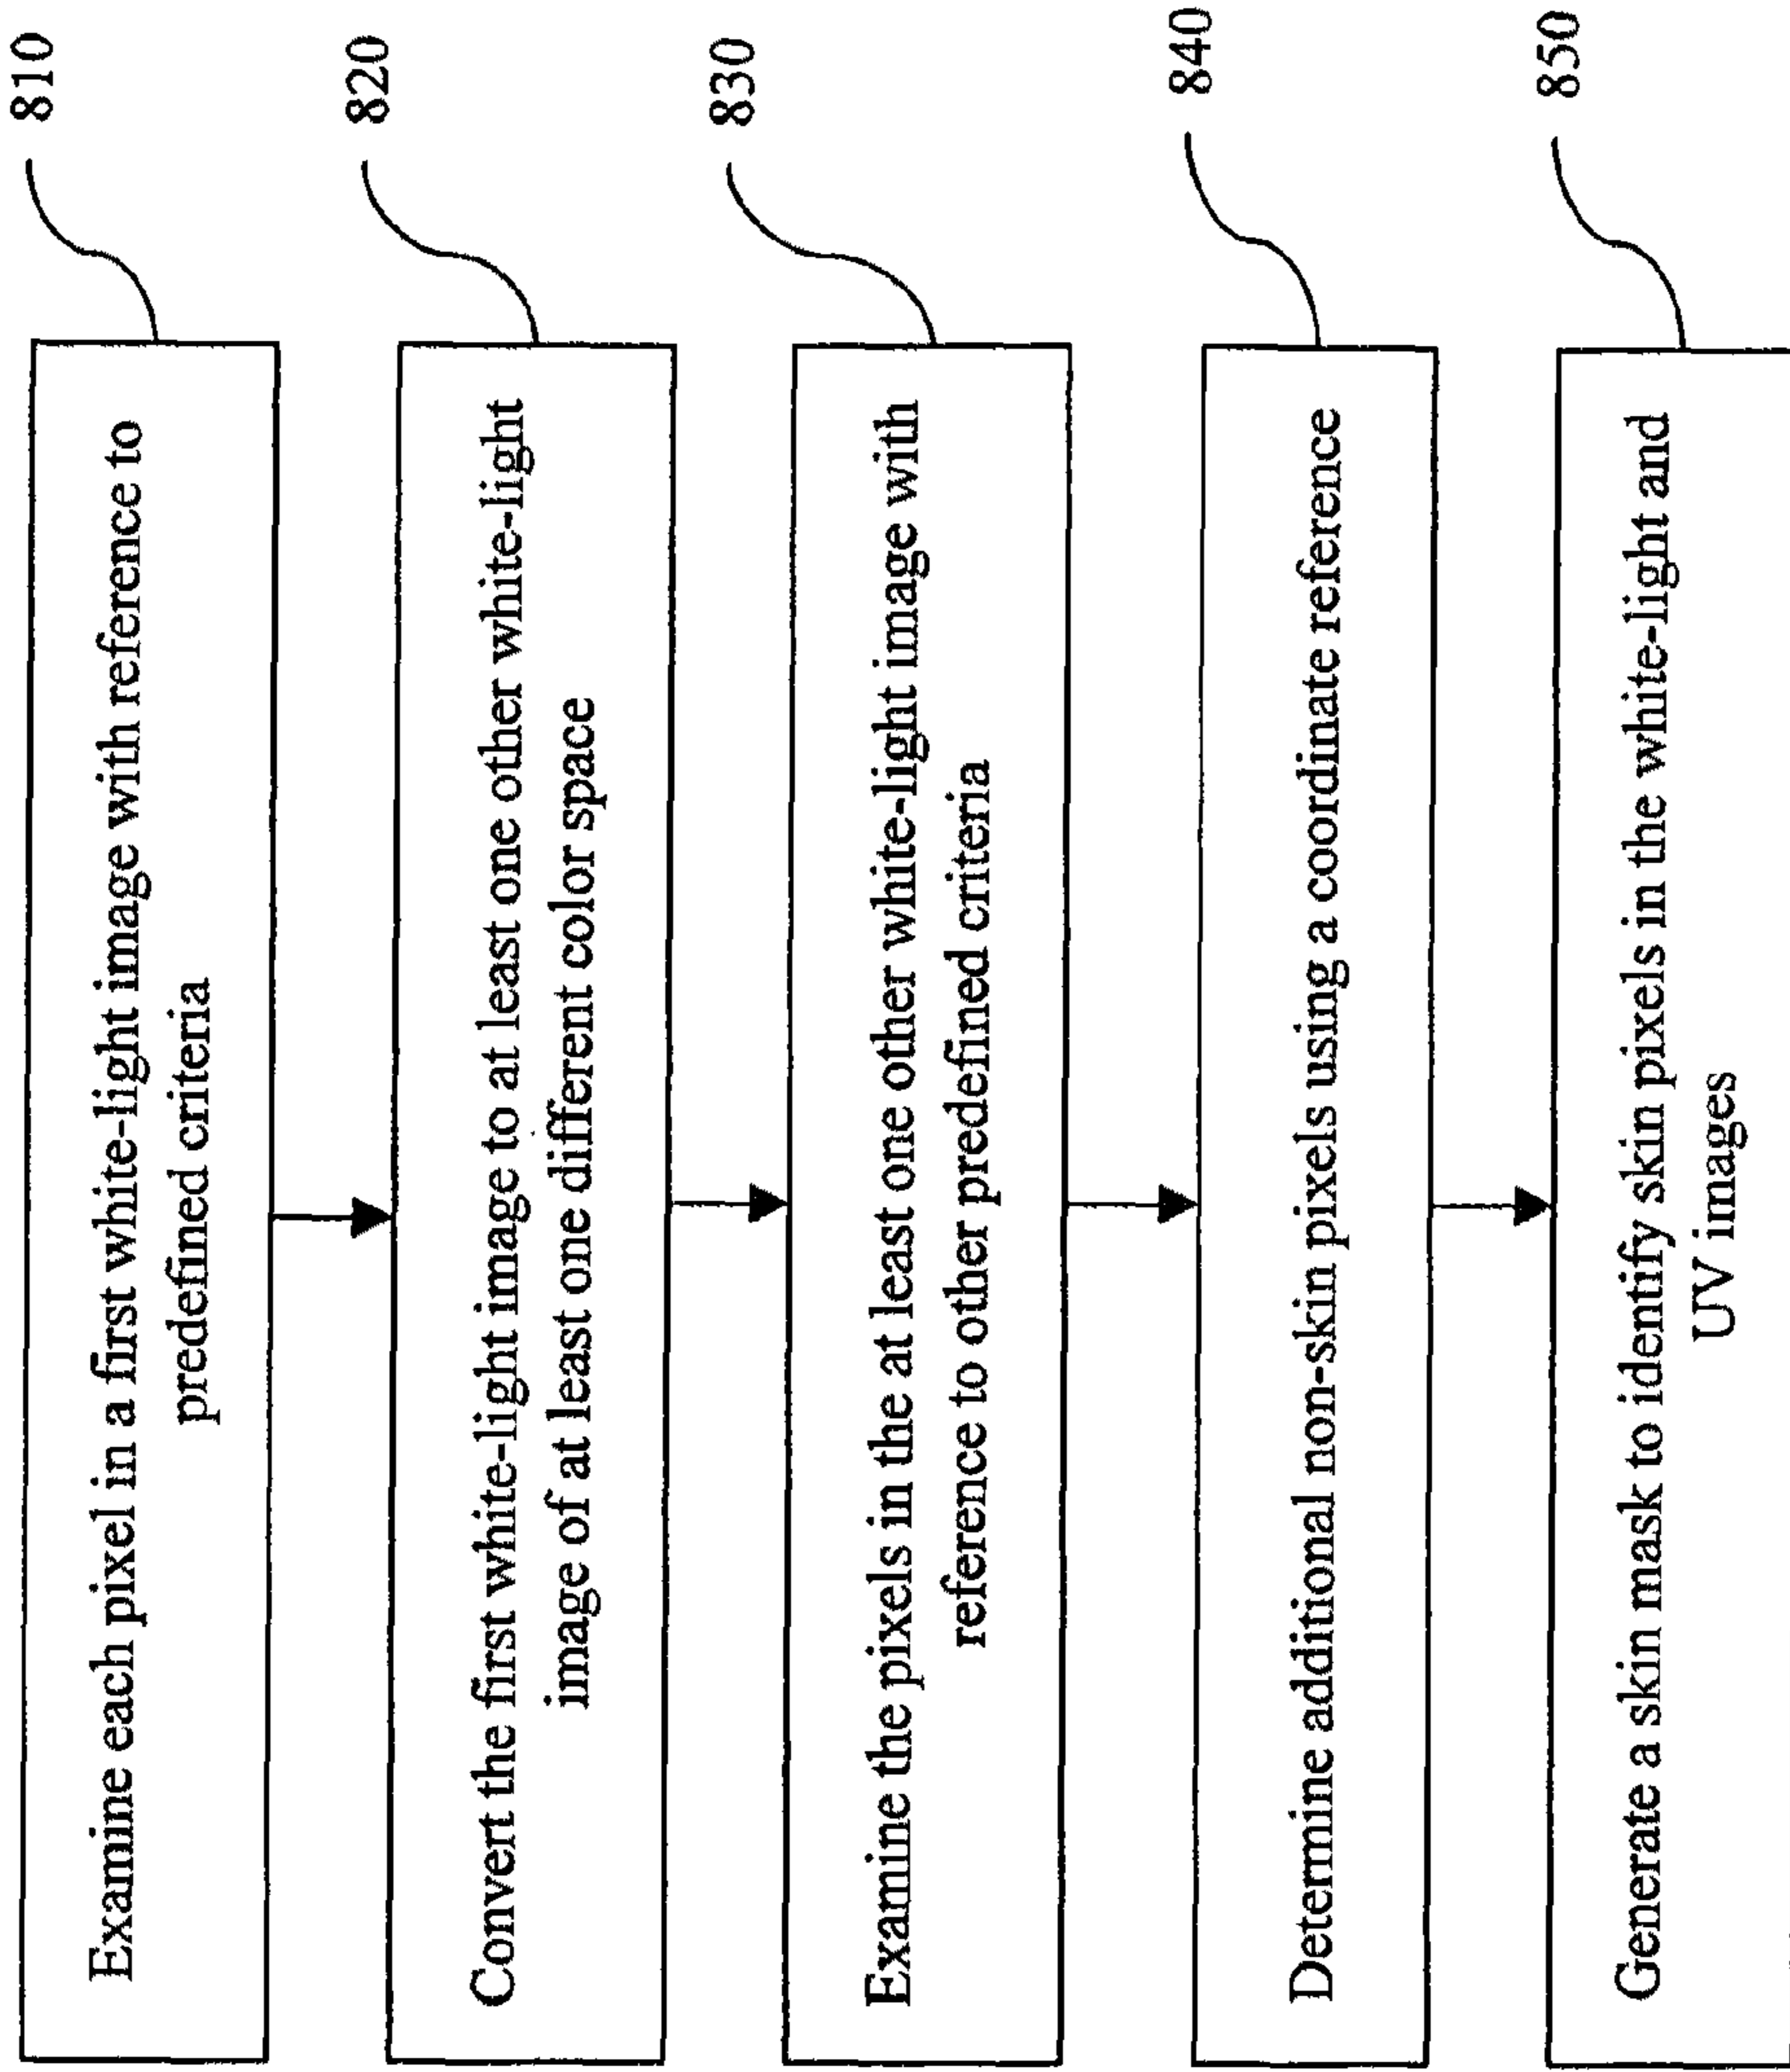 Examine each pixel in a first white-light image with reference to
predefined criteria
810
Convert the first white-light image to at least one other white-light
image of at least one different color space
820
Examine the pixels in the at least one other white-light image with
reference to other predefined criteria
830
Determine additional non-skin pixels using a coordinate reference
840
Generate a skin mask to identify skin pixels in the white-light and
UV images
850